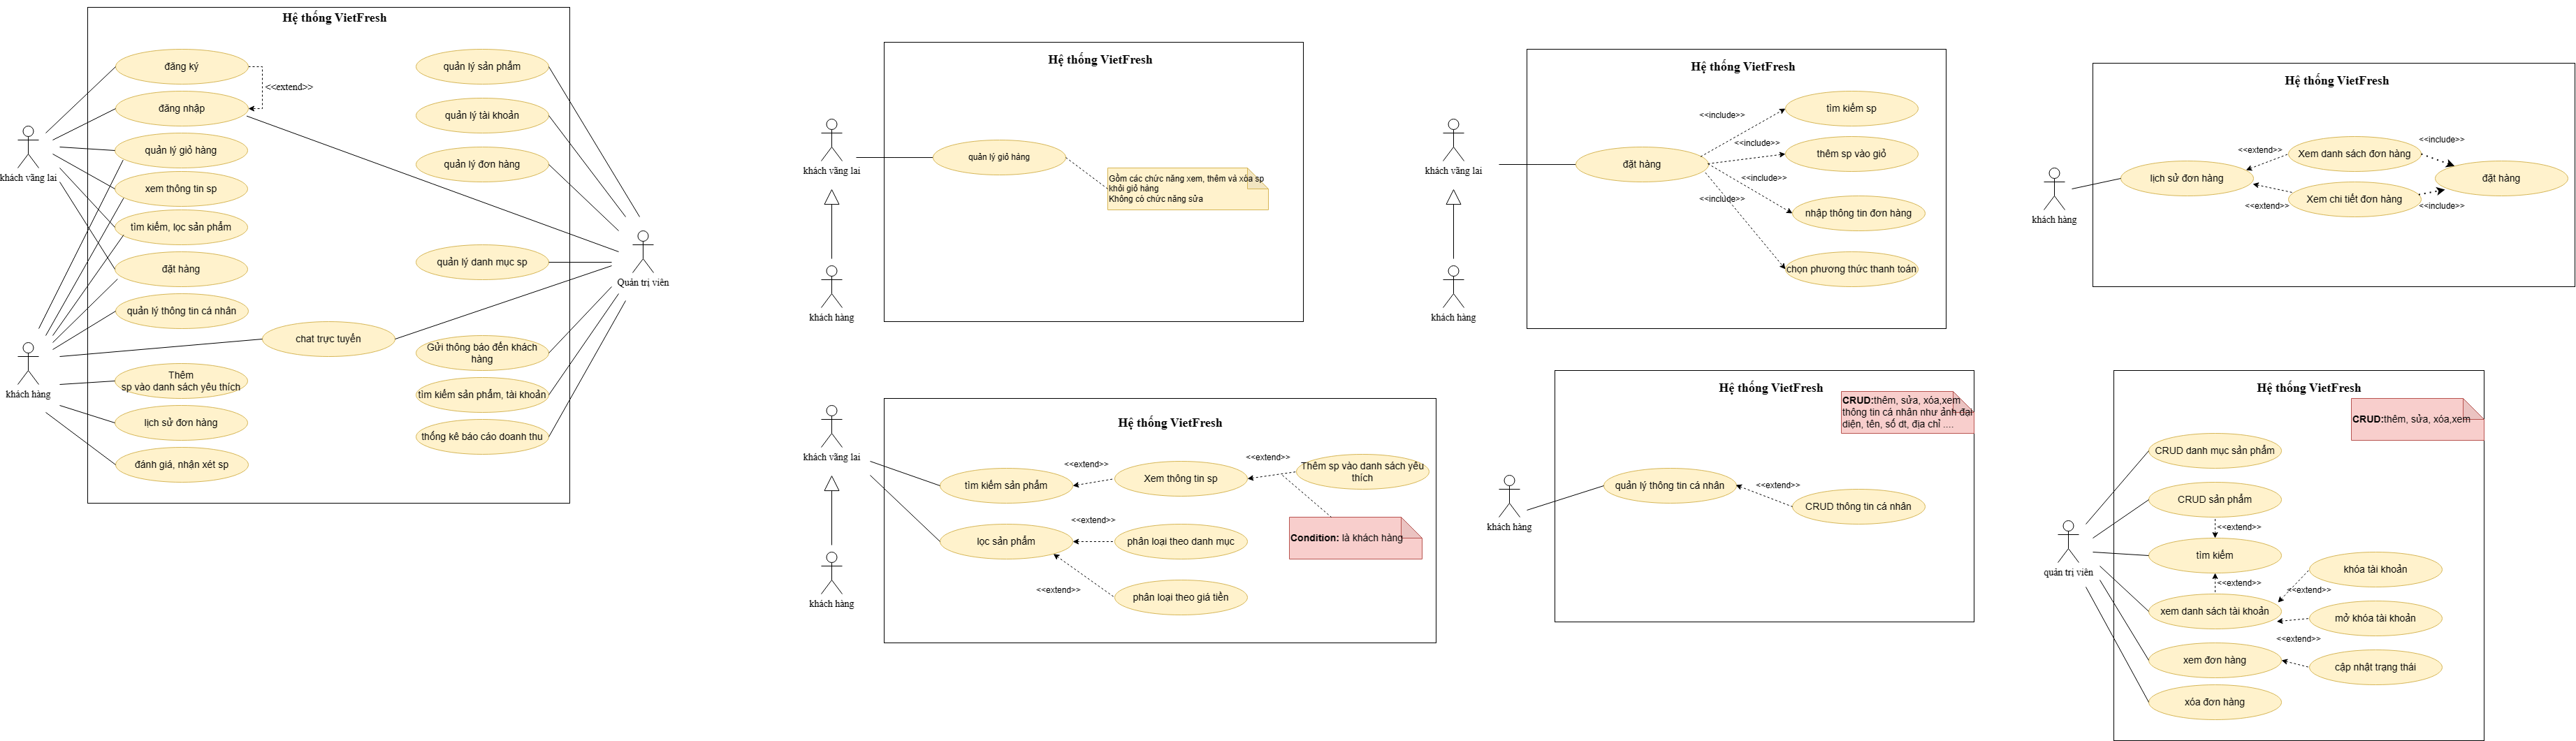 Hệ thống VietFresh
đăng ký
<<extend>>
đăng nhập
quản lý giỏ hàng
xem thông tin sp
tìm kiếm, lọc sản phẩm
đặt hàng
quản lý thông tin cá nhân
chat trực tuyến
Thêm
sp vào danh sách yêu thích
lịch sử đơn hàng
đánh giá, nhận xét sp
quản lý sản phẩm
quản lý tài khoản
quản lý đơn hàng
quản lý danh mục sp
Gửi thông báo đến khách
hàng
tìm kiếm sản phẩm, tài khoản
thống kê báo cáo doanh thu
khách vãng lai
khách hàng
Quản trị viên
Hệ thống VietFresh
khách vãng lai
khách hàng
quản lý giỏ hàng
Gồm các chức năng xem, thêm và xóa sp
khỏi giỏ hàng
Không có chức năng sửa
Hệ thống VietFresh
khách vãng lai
khách hàng
đặt hàng
<<include>>
tìm kiếm sp
<<include>>
thêm sp vào giỏ
<<include>>
nhập thông tin đơn hàng
<<include>>
chọn phương thức thanh toán
Hệ thống VietFresh
khách hàng
lịch sử đơn hàng
<<extend>>
Xem danh sách đơn hàng
<<include>>
đặt hàng
<<extend>>
Xem chi tiết đơn hàng
<<include>>
Hệ thống VietFresh
khách vãng lai
khách hàng
tìm kiếm sản phẩm
<<extend>>
Xem thông tin sp
<<extend>>
Thêm sp vào danh sách yêu
thích
Condition: là khách hàng
lọc sản phẩm
<<extend>>
phân loại theo danh mục
<<extend>>
phân loại theo giá tiền
Hệ thống VietFresh
CRUD:thêm, sửa, xóa,xem
thông tin cá nhân như ảnh đại
diện, tên, số dt, địa chỉ ....
khách hàng
quản lý thông tin cá nhân
<<extend>>
CRUD thông tin cá nhân
Hệ thống VietFresh
CRUD:thêm, sửa, xóa,xem
quản trị viên
CRUD danh mục sản phẩm
CRUD sản phẩm
<<extend>>
tìm kiếm
<<extend>>
xem danh sách tài khoản
khóa tài khoản
<<extend>>
mở khóa tài khoản
<<extend>>
xem đơn hàng
cập nhật trạng thái
xóa đơn hàng